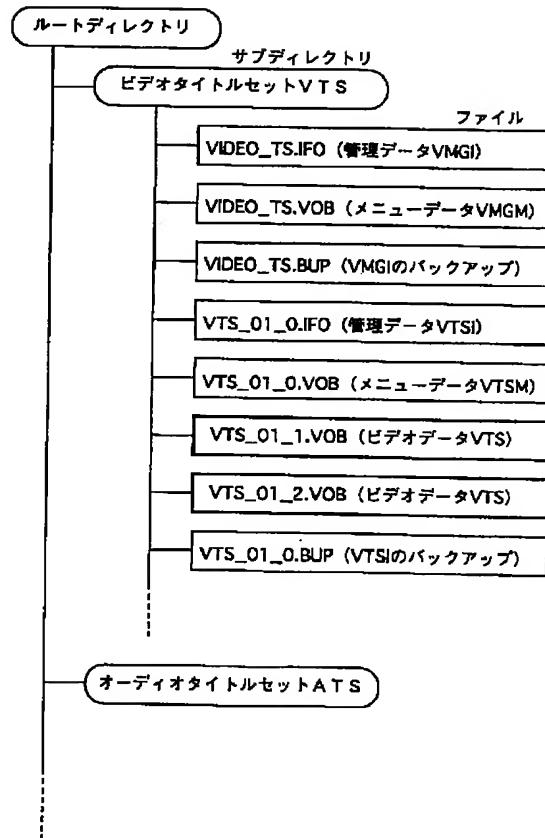 ルートディレクトリ
サブディレクトリ
ビデオタイトルセットVTS
ファイル
VIDEO_TS.IFO（管理データVMGI）
VIDEO_TS.VOB（メニューデータVMGM）
VIDEO_TS.BUP（VMGIのバックアップ）
VTS_01_0.IFO（管理データVTSI）
VTS_01_0.VOB（メニューデータVTSM）
VTS_01_1.VOB（ビデオデータVTS）
VTS_01_2.VOB（ビデオデータVTS）
VTS_01_0.BUP（VTSIのバックアップ）
オーディオタイトルセットATS